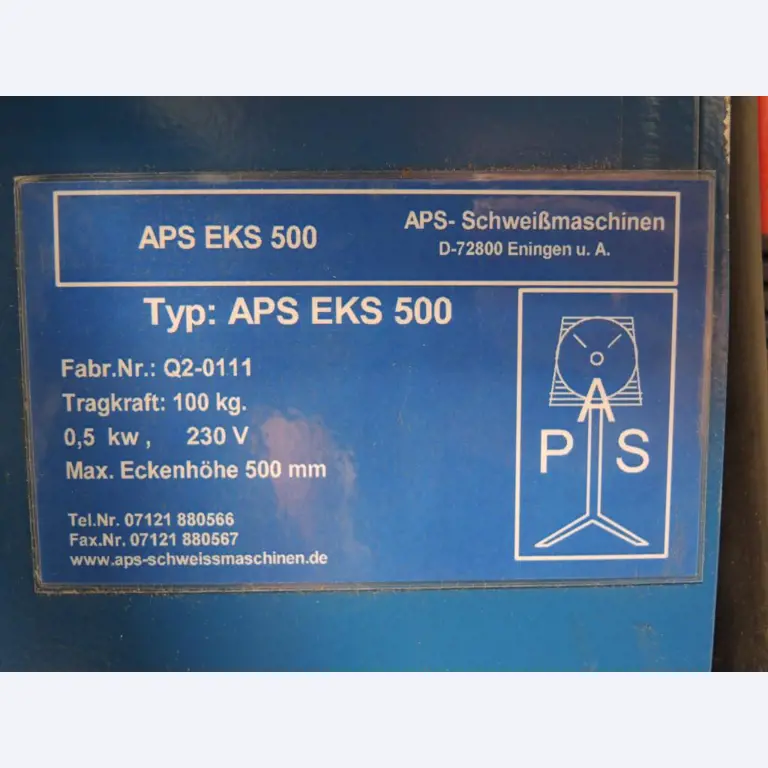 APS EKS 500
APS- Schweißmaschinen
D-72800 Eningen u. A.
Typ: APS EKS 500
Fabr.Nr.: Q2-0111
Tragkraft: 100 kg.
0,5 kw , 230 V
Max. Eckenhöhe 500 mm
Tel.Nr. 07121 880566
Fax.Nr. 07121 880567
www.aps-schweissmaschinen.de
A
P S